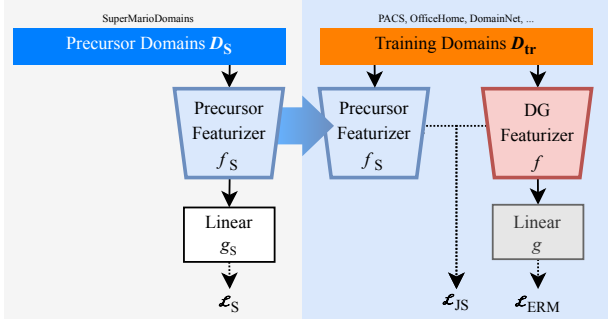 SuperMarioDomains
Precursor Domains D_S
Precursor
Featurizer
f_S
Linear
g_S
ℒ_S
PACS, OfficeHome, DomainNet, ...
Training Domains D_tr
Precursor
Featurizer
f_S
DG
Featurizer
f
Linear
g
ℒ_JS
ℒ_ERM